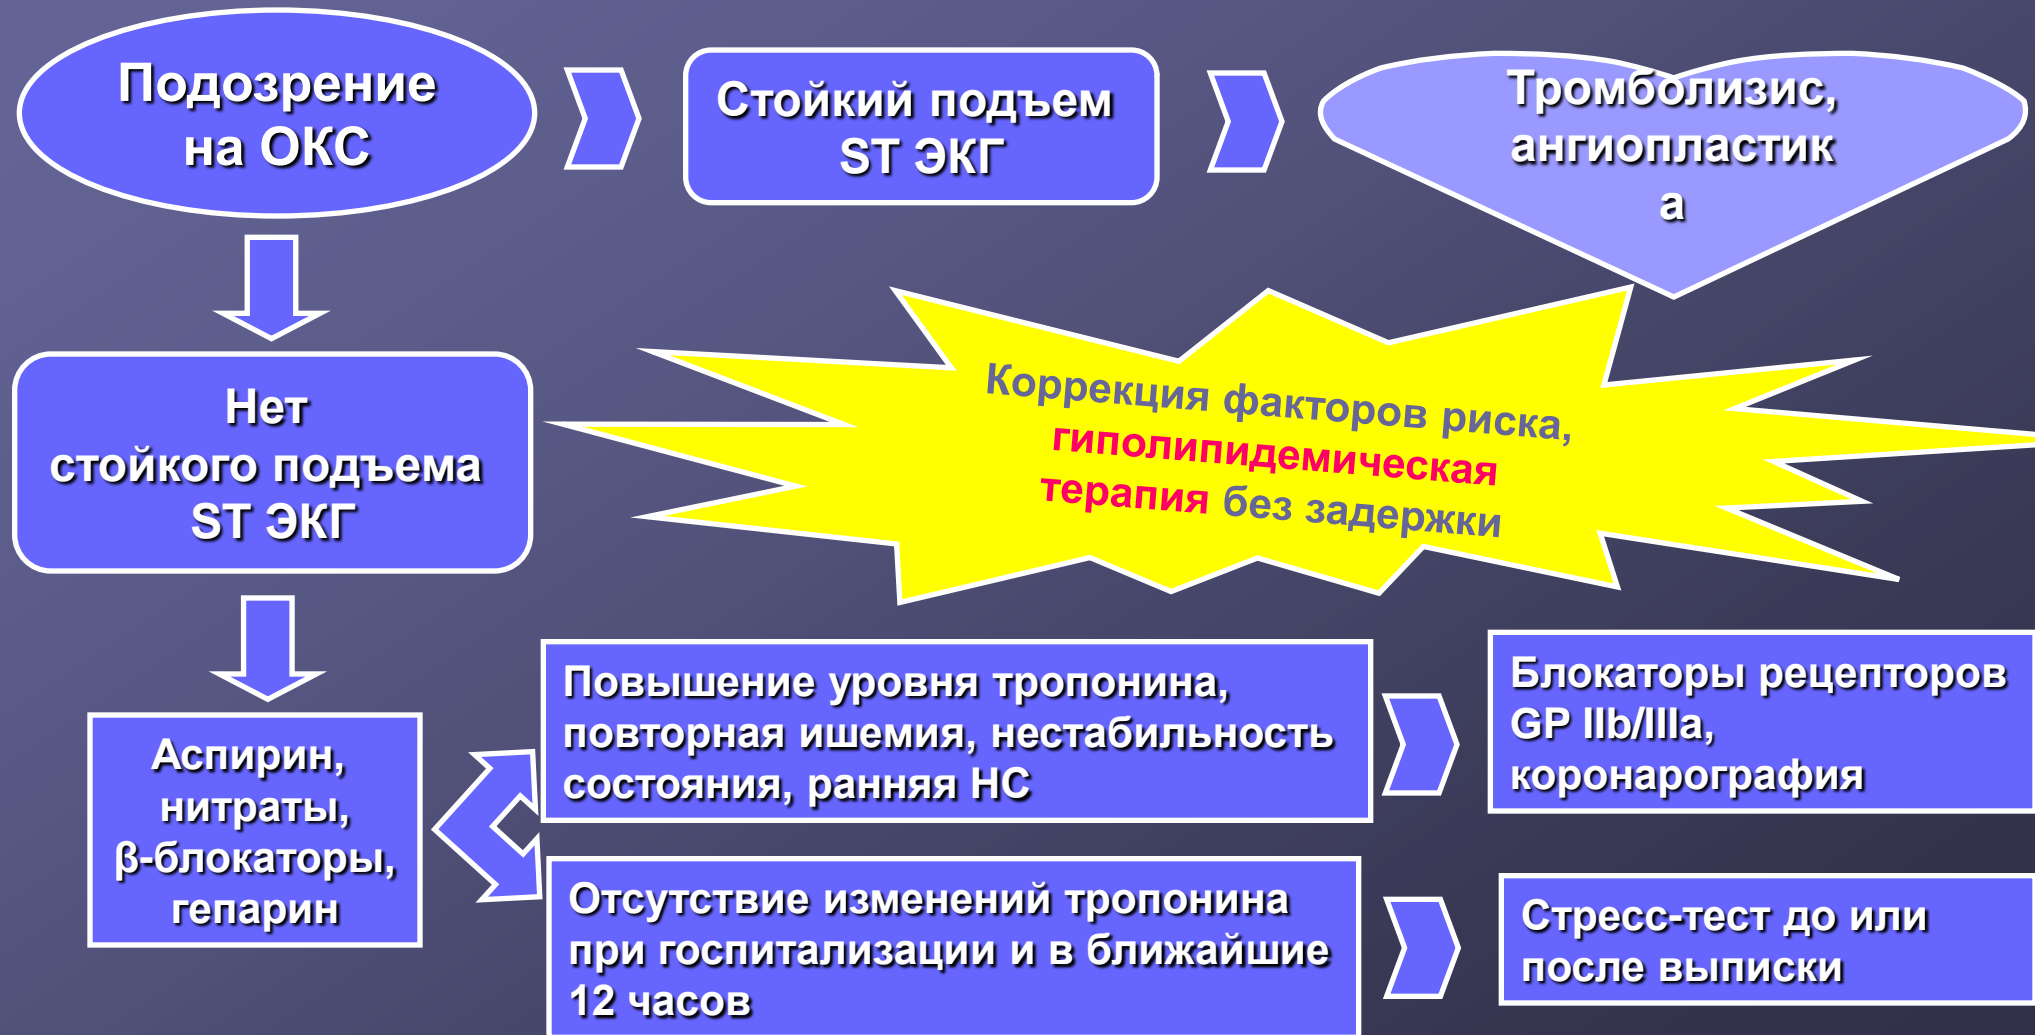 Подозрение
на ОКС
Стойкий подъем
ST ЭКГ
Тромболизис,
ангиопластик
а
Нет
стойкого подъема
ST ЭКГ
Коррекция факторов риска,
гиполипидемическая
терапия без задержки
Аспирин,
нитраты,
β-блокаторы,
гепарин
Повышение уровня тропонина,
повторная ишемия, нестабильность
состояния, ранняя НС
Блокаторы рецепторов
GP IIb/IIIa,
коронарография
Отсутствие изменений тропонина
при госпитализации и в ближайшие
12 часов
Стресс-тест до или
после выписки